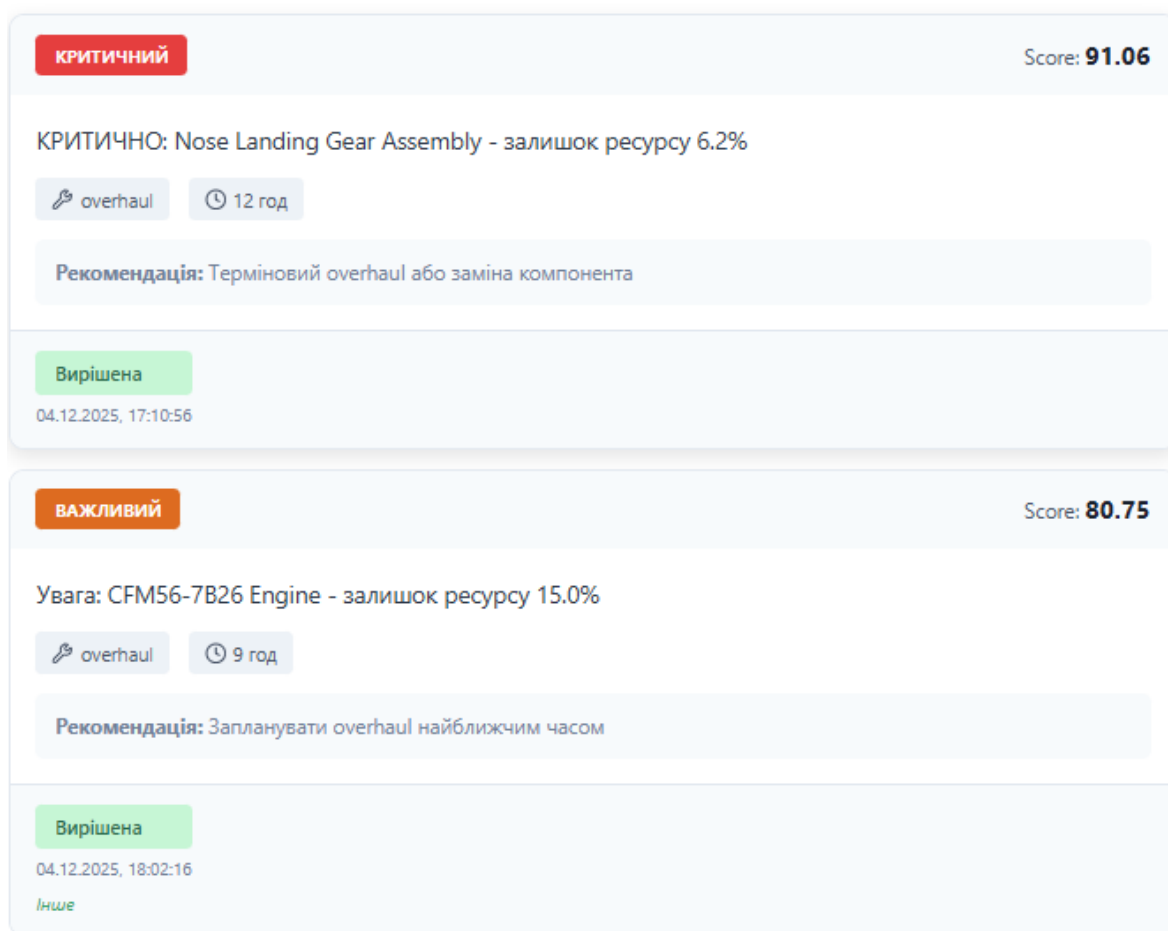 КРИТИЧНИЙ
Score: 91.06
КРИТИЧНО: Nose Landing Gear Assembly - залишок ресурсу 6.2%
overhaul 12 год
Рекомендація: Терміновий overhaul або заміна компонента
Вирішена
04.12.2025, 17:10:56
ВАЖЛИВИЙ
Score: 80.75
Увага: CFM56-7B26 Engine - залишок ресурсу 15.0%
overhaul 9 год
Рекомендація: Запланувати overhaul найближчим часом
Вирішена
04.12.2025, 18:02:16
Інше